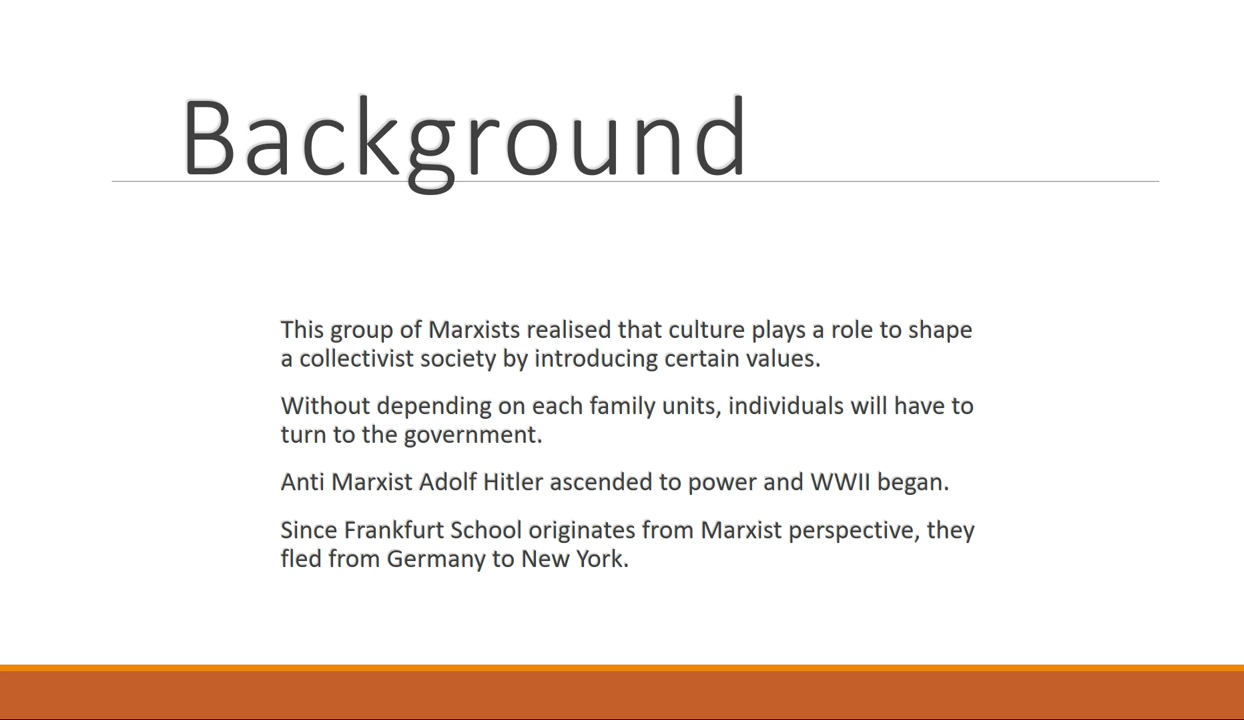 Background
This group of Marxists realised that culture plays a role to shape
a collectivist society by introducing certain values.
Without depending on each family units, individuals will have to
turn to the government.
Anti Marxist Adolf Hitler ascended to power and WWII began.
Since Frankfurt School originates from Marxist perspective, they
fled from Germany to New York.